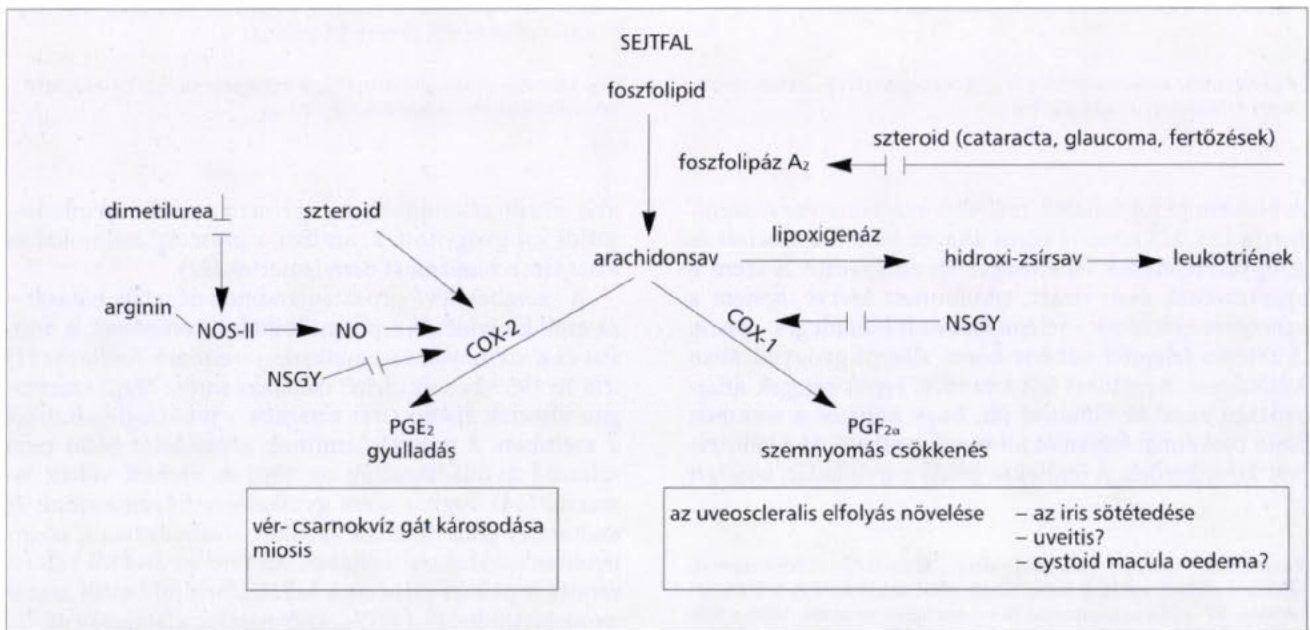 SEJTFAL
foszfolipid
szteroid (cataracta, glaucoma, fertőzések)
foszfolipáz A2
dimetilurea
szteroid
lipoxigenáz
arachidonsav
hidroxi-zsírsav
leukotriének
arginin
NOS-II
NO
COX-2
COX-1
NSGY
NSGY
PGE2
gyulladás
PGF2a
szemnyomás csökkenés
vér- csarnokvíz gát károsodása
miosis
az uveoscleralis elfolyás növelése
– az iris sötétedése
– uveitis?
– cystoid macula oedema?